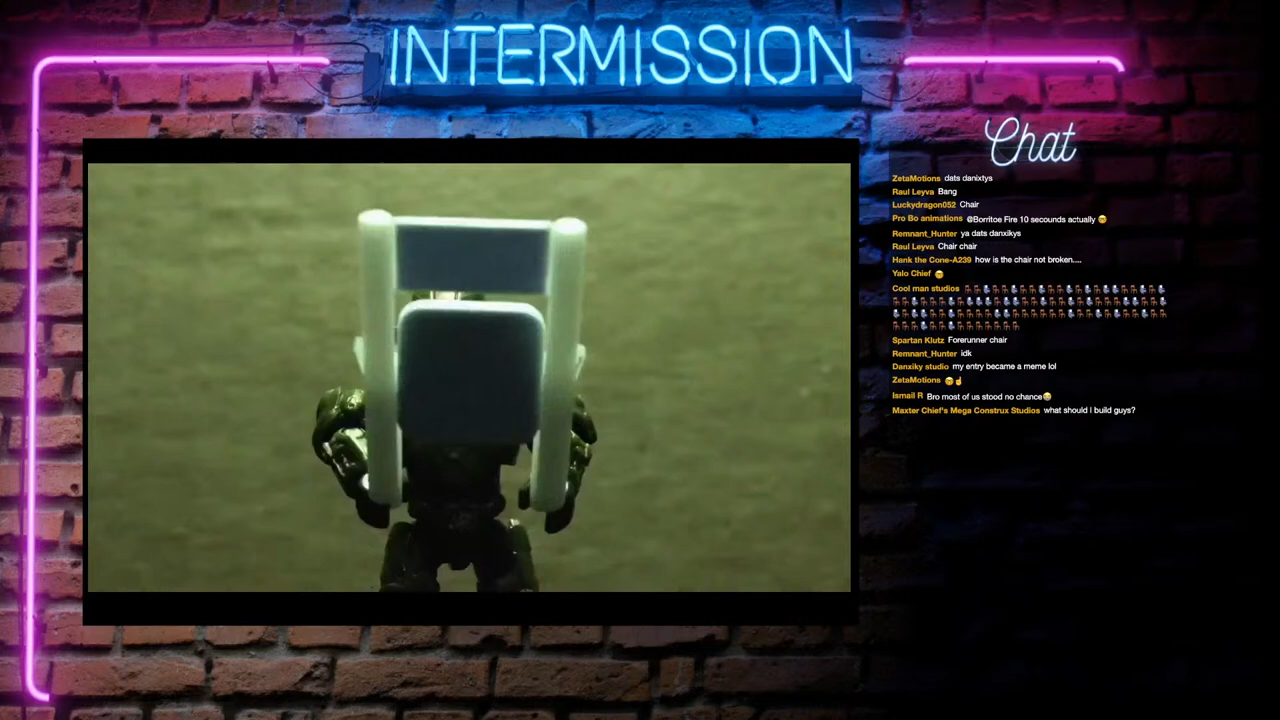 INTERMISSION
Chat
ZetaMotions dats danixtys
Raul Leyva Bang
Luckydragon052 Chair
Pro Bo animations @Borritoe Fire 10 secounds actually 🤓
Remnant_Hunter ya dats danxikys
Raul Leyva Chair chair
Hank the Cone-A239 how is the chair not broken....
Yalo Chief 🤓
Cool man studios
Spartan Klutz Forerunner chair
Remnant_Hunter idk
Danxiky studio my entry became a meme lol
ZetaMotions 🤓☝
Ismail R Bro most of us stood no chance😢
Maxter Chief's Mega Construx Studios what should I build guys?